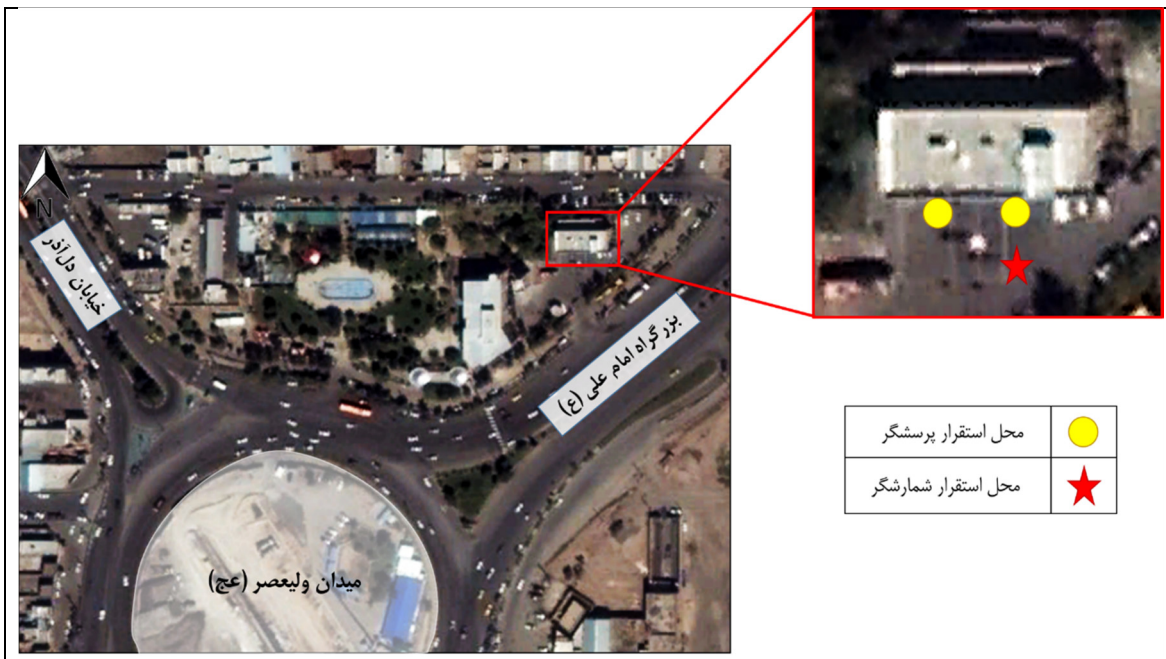 N
خیابان دل‌آذر
بزرگراه امام علی (ع)
میدان ولیعصر (عج)
محل استقرار پرسشگر
محل استقرار شمارشگر